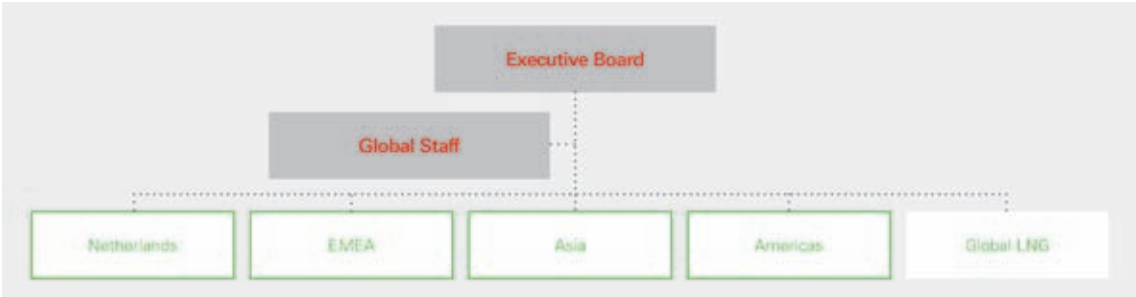 Executive Board
Global Staff
Netherlands
EMEA
Asia
Americas
Global LNG